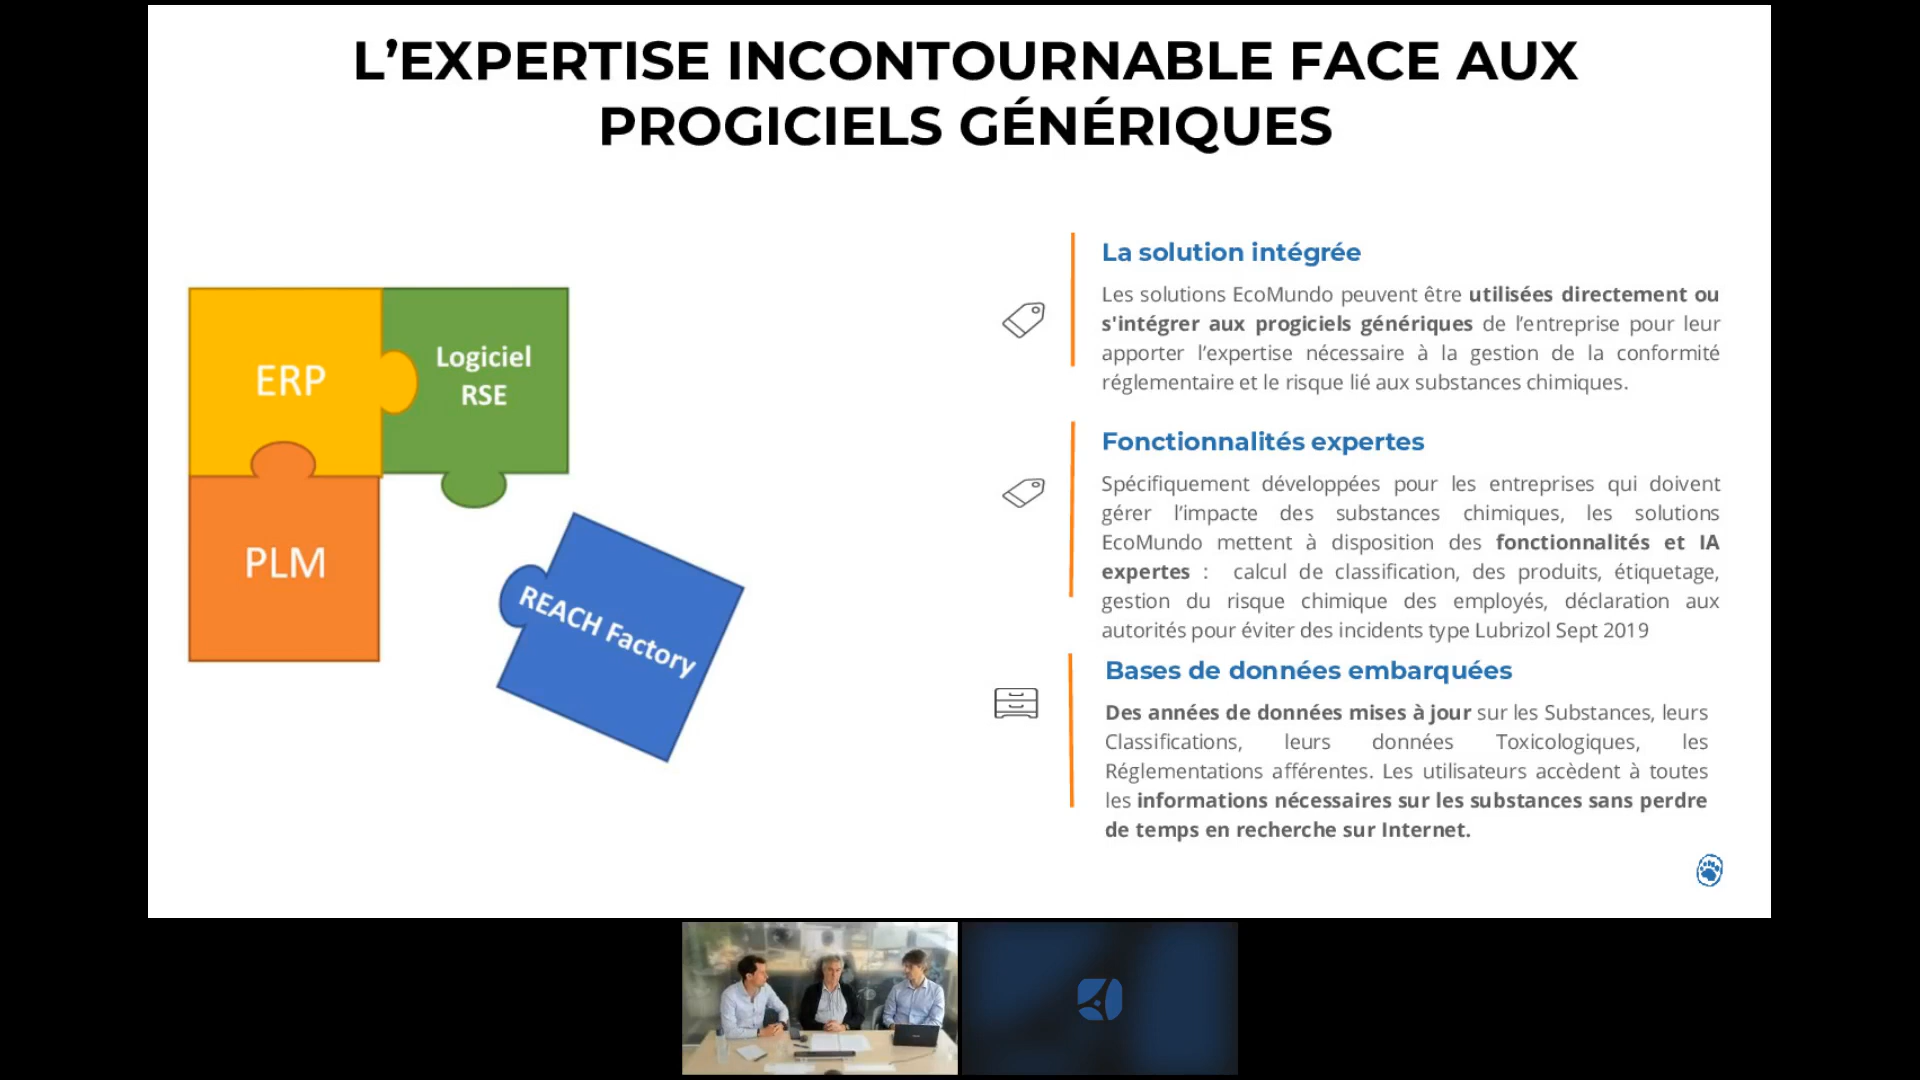 L’EXPERTISE INCONTOURNABLE FACE AUX
PROGICIELS GÉNÉRIQUES
ERP
Logiciel
RSE
PLM
REACH Factory
La solution intégrée
Les solutions EcoMundo peuvent être utilisées directement ou
s'intégrer aux progiciels génériques de l’entreprise pour leur
apporter l’expertise nécessaire à la gestion de la conformité
réglementaire et le risque lié aux substances chimiques.
Fonctionnalités expertes
Spécifiquement développées pour les entreprises qui doivent
gérer l’impacte des substances chimiques, les solutions
EcoMundo mettent à disposition des fonctionnalités et IA
expertes : calcul de classification, des produits, étiquetage,
gestion du risque chimique des employés, déclaration aux
autorités pour éviter des incidents type Lubrizol Sept 2019
Bases de données embarquées
Des années de données mises à jour sur les Substances, leurs
Classifications, leurs données Toxicologiques, les
Réglementations afférentes. Les utilisateurs accèdent à toutes
les informations nécessaires sur les substances sans perdre
de temps en recherche sur Internet.